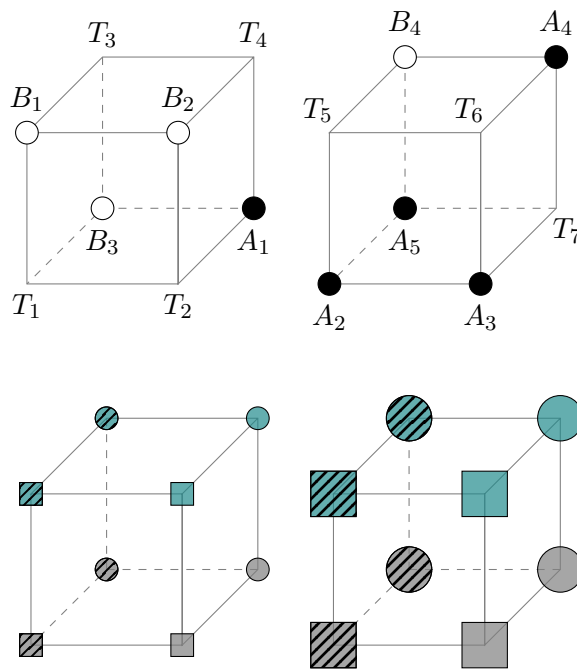 T₃ T₄ B₄ A₄
B₁ B₂ T₅ T₆
B₃ A₁ A₅ T₇
T₁ T₂ A₂ A₃